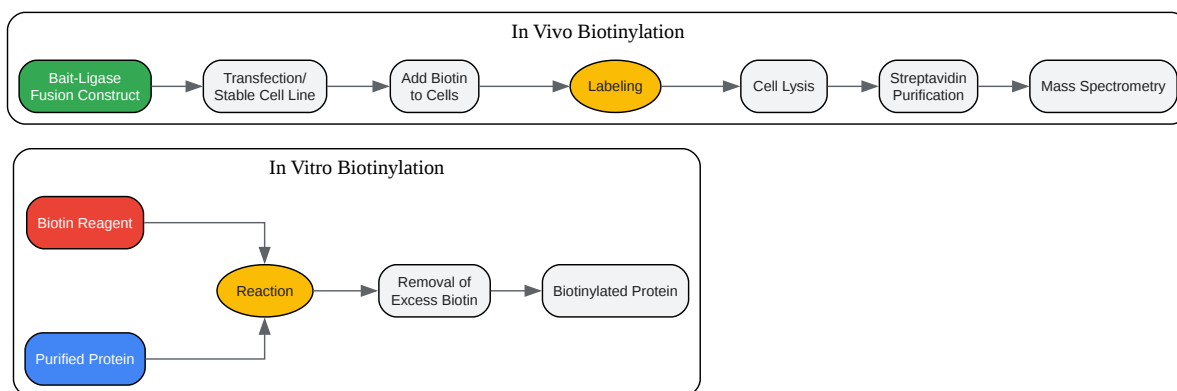 In Vivo Biotinylation
Bait-Ligase
Fusion Construct
Transfection/
Stable Cell Line
Add Biotin
to Cells
Labeling
Cell Lysis
Streptavidin
Purification
Mass Spectrometry
In Vitro Biotinylation
Biotin Reagent
Purified Protein
Reaction
Removal of
Excess Biotin
Biotinylated Protein